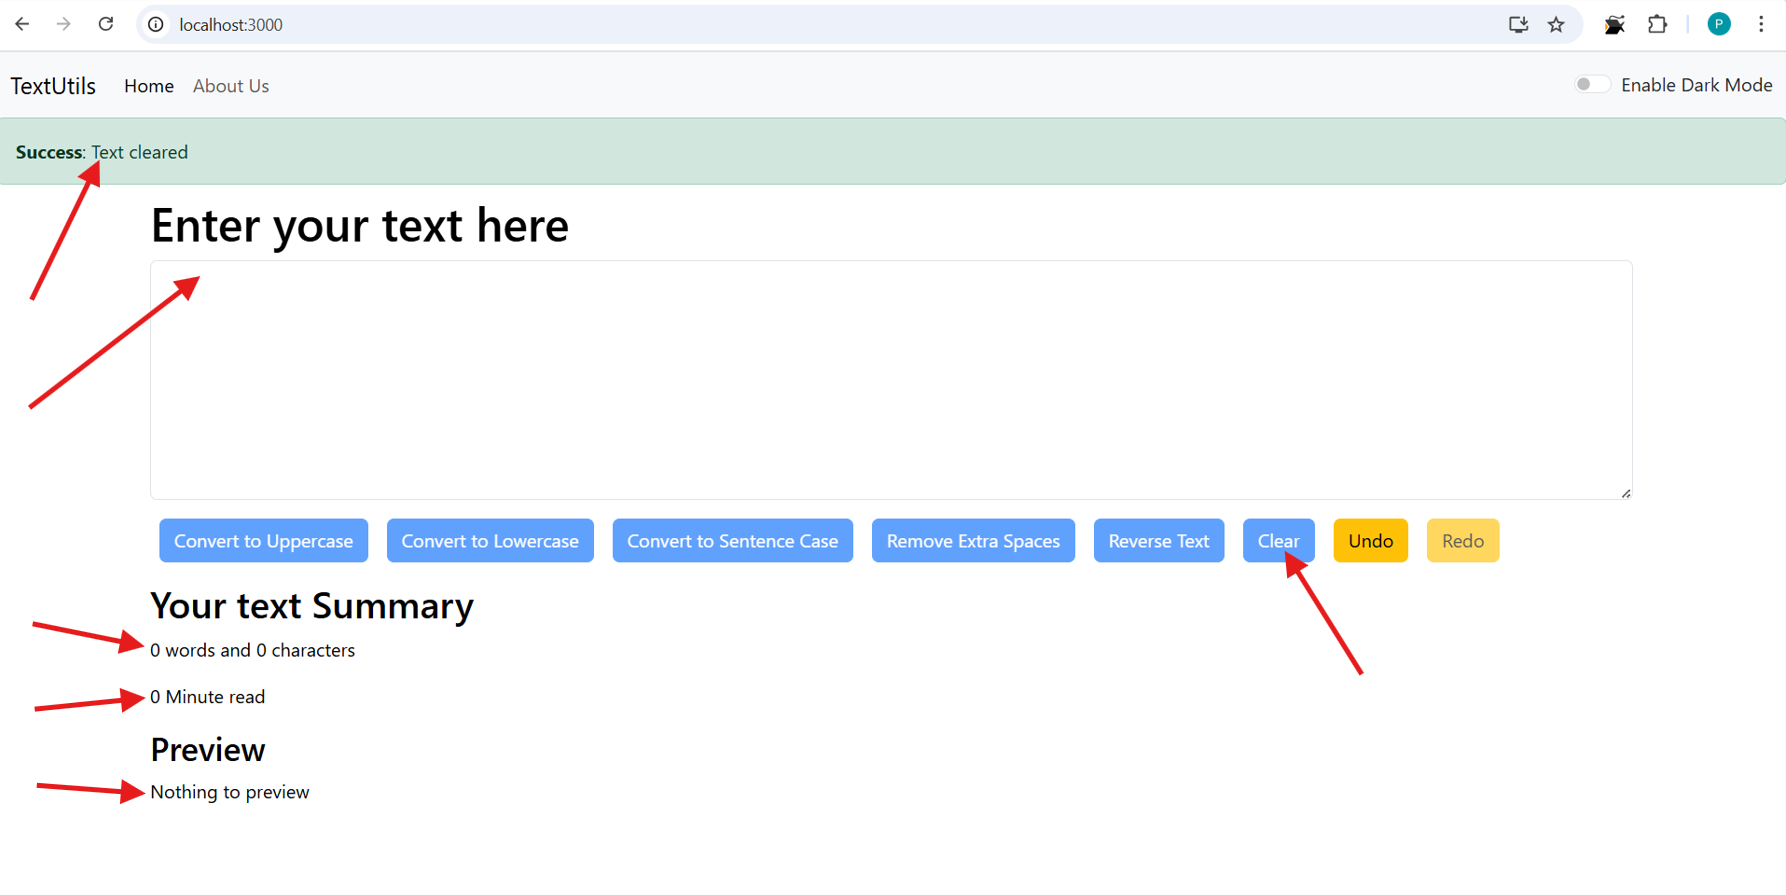 localhost:3000
P
TextUtils Home About Us Enable Dark Mode
Success: Text cleared
Enter your text here
Convert to Uppercase Convert to Lowercase Convert to Sentence Case Remove Extra Spaces Reverse Text Clear Undo Redo
Your text Summary
0 words and 0 characters
0 Minute read
Preview
Nothing to preview